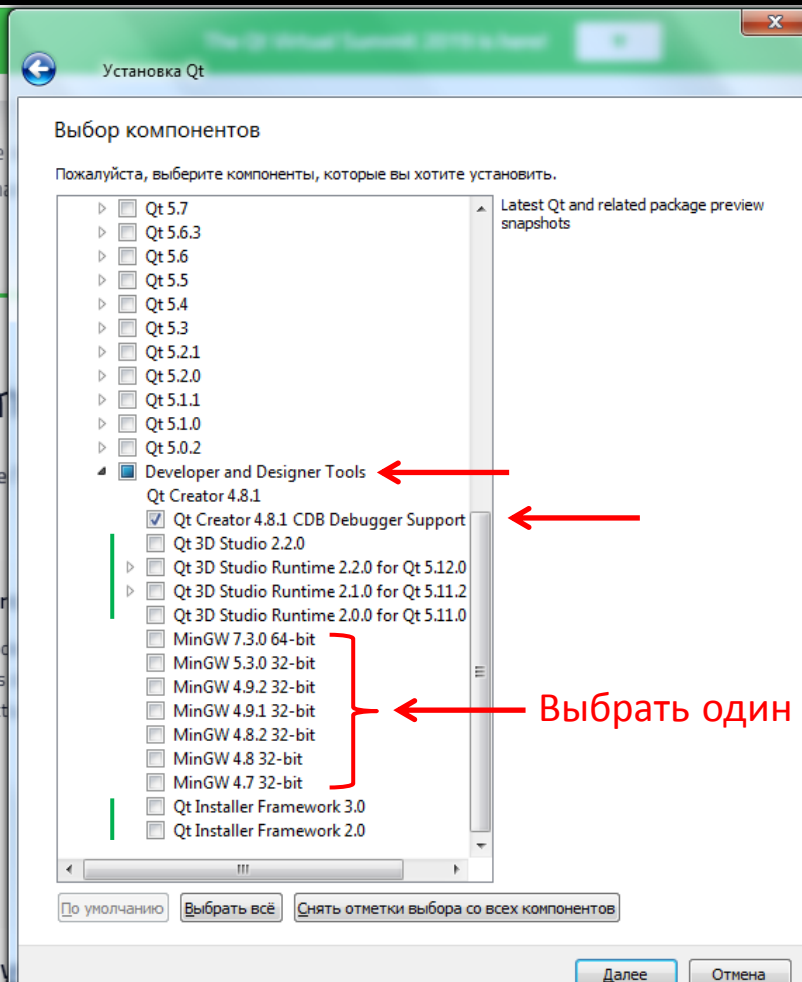 The Qt Virtual Summit 2019 is here!
Установка Qt
Выбор компонентов
Пожалуйста, выберите компоненты, которые вы хотите установить.
Qt 5.7
Latest Qt and related package preview
snapshots
Qt 5.6.3
Qt 5.6
Qt 5.5
Qt 5.4
Qt 5.3
Qt 5.2.1
Qt 5.2.0
Qt 5.1.1
Qt 5.1.0
Qt 5.0.2
Developer and Designer Tools
Qt Creator 4.8.1
Qt Creator 4.8.1 CDB Debugger Support
Qt 3D Studio 2.2.0
Qt 3D Studio Runtime 2.2.0 for Qt 5.12.0
Qt 3D Studio Runtime 2.1.0 for Qt 5.11.2
Qt 3D Studio Runtime 2.0.0 for Qt 5.11.0
MinGW 7.3.0 64-bit
MinGW 5.3.0 32-bit
MinGW 4.9.2 32-bit
MinGW 4.9.1 32-bit
Выбрать один
MinGW 4.8.2 32-bit
MinGW 4.8 32-bit
MinGW 4.7 32-bit
Qt Installer Framework 3.0
Qt Installer Framework 2.0
По умолчанию
Выбрать всё
Снять отметки выбора со всех компонентов
Далее
Отмена